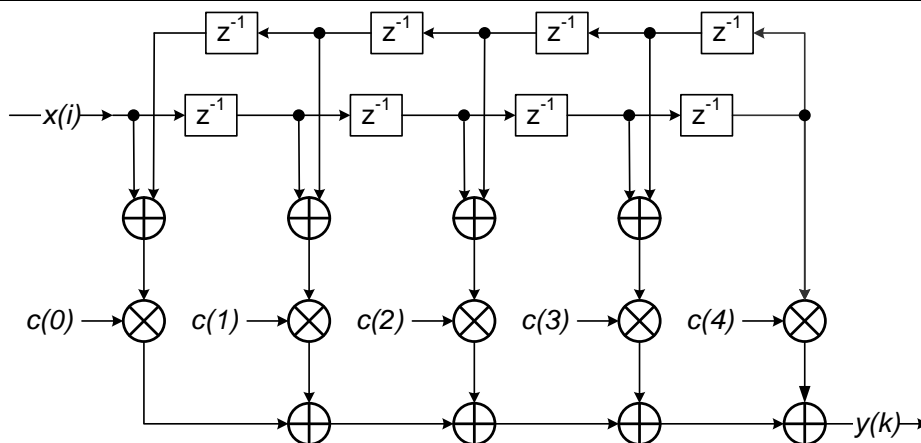 z⁻¹ z⁻¹ z⁻¹ z⁻¹
x(i) z⁻¹ z⁻¹ z⁻¹ z⁻¹
c(0) c(1) c(2) c(3) c(4)
y(k)